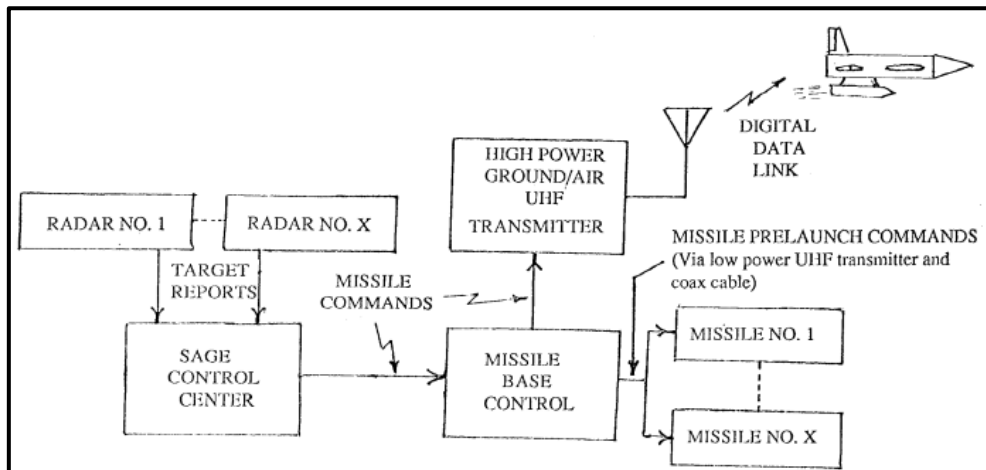 HIGH POWER
GROUND/AIR
UHF
TRANSMITTER
DIGITAL
DATA
LINK
RADAR NO. 1
RADAR NO. X
TARGET
REPORTS
MISSILE
COMMANDS
MISSILE PRELAUNCH COMMANDS
(Via low power UHF transmitter and
coax cable)
SAGE
CONTROL
CENTER
MISSILE
BASE
CONTROL
MISSILE NO. 1
MISSILE NO. X